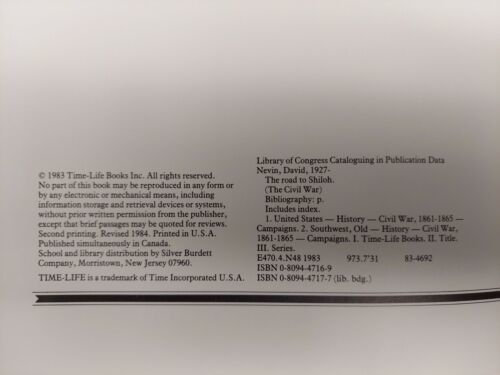 © 1983 Time-Life Books Inc. All rights reserved.
No part of this book may be reproduced in any form or
by any electronic or mechanical means, including
information storage and retrieval devices or systems,
without prior written permission from the publisher,
except that brief passages may be quoted for reviews.
Second printing. Revised 1984. Printed in U.S.A.
Published simultaneously in Canada.
School and library distribution by Silver Burdett
Company, Morristown, New Jersey 07960.
TIME-LIFE is a trademark of Time Incorporated U.S.A.
Library of Congress Cataloguing in Publication Data
Nevin, David, 1927-
The road to Shiloh.
(The Civil War)
Bibliography: p.
Includes index.
1. United States — History — Civil War, 1861-1865 —
Campaigns. 2. Southwest, Old — History — Civil War,
1861-1865 — Campaigns. I. Time-Life Books. II. Title.
III. Series.
E470.4.N48 1983 973.7'31 83-4692
ISBN 0-8094-4716-9
ISBN 0-8094-4717-7 (lib. bdg.)